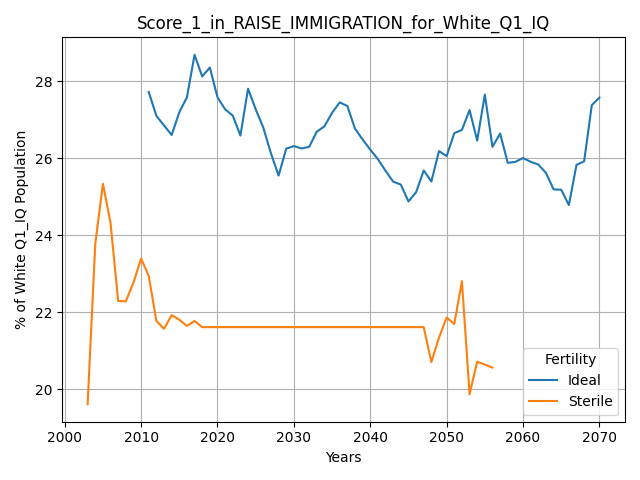 Score_1_in_RAISE_IMMIGRATION_for_White_Q1_IQ
% of White Q1_IQ Population
28
26
24
22
20
2000 2010 2020 2030 2040 2050 2060 2070
Years
Fertility
Ideal
Sterile